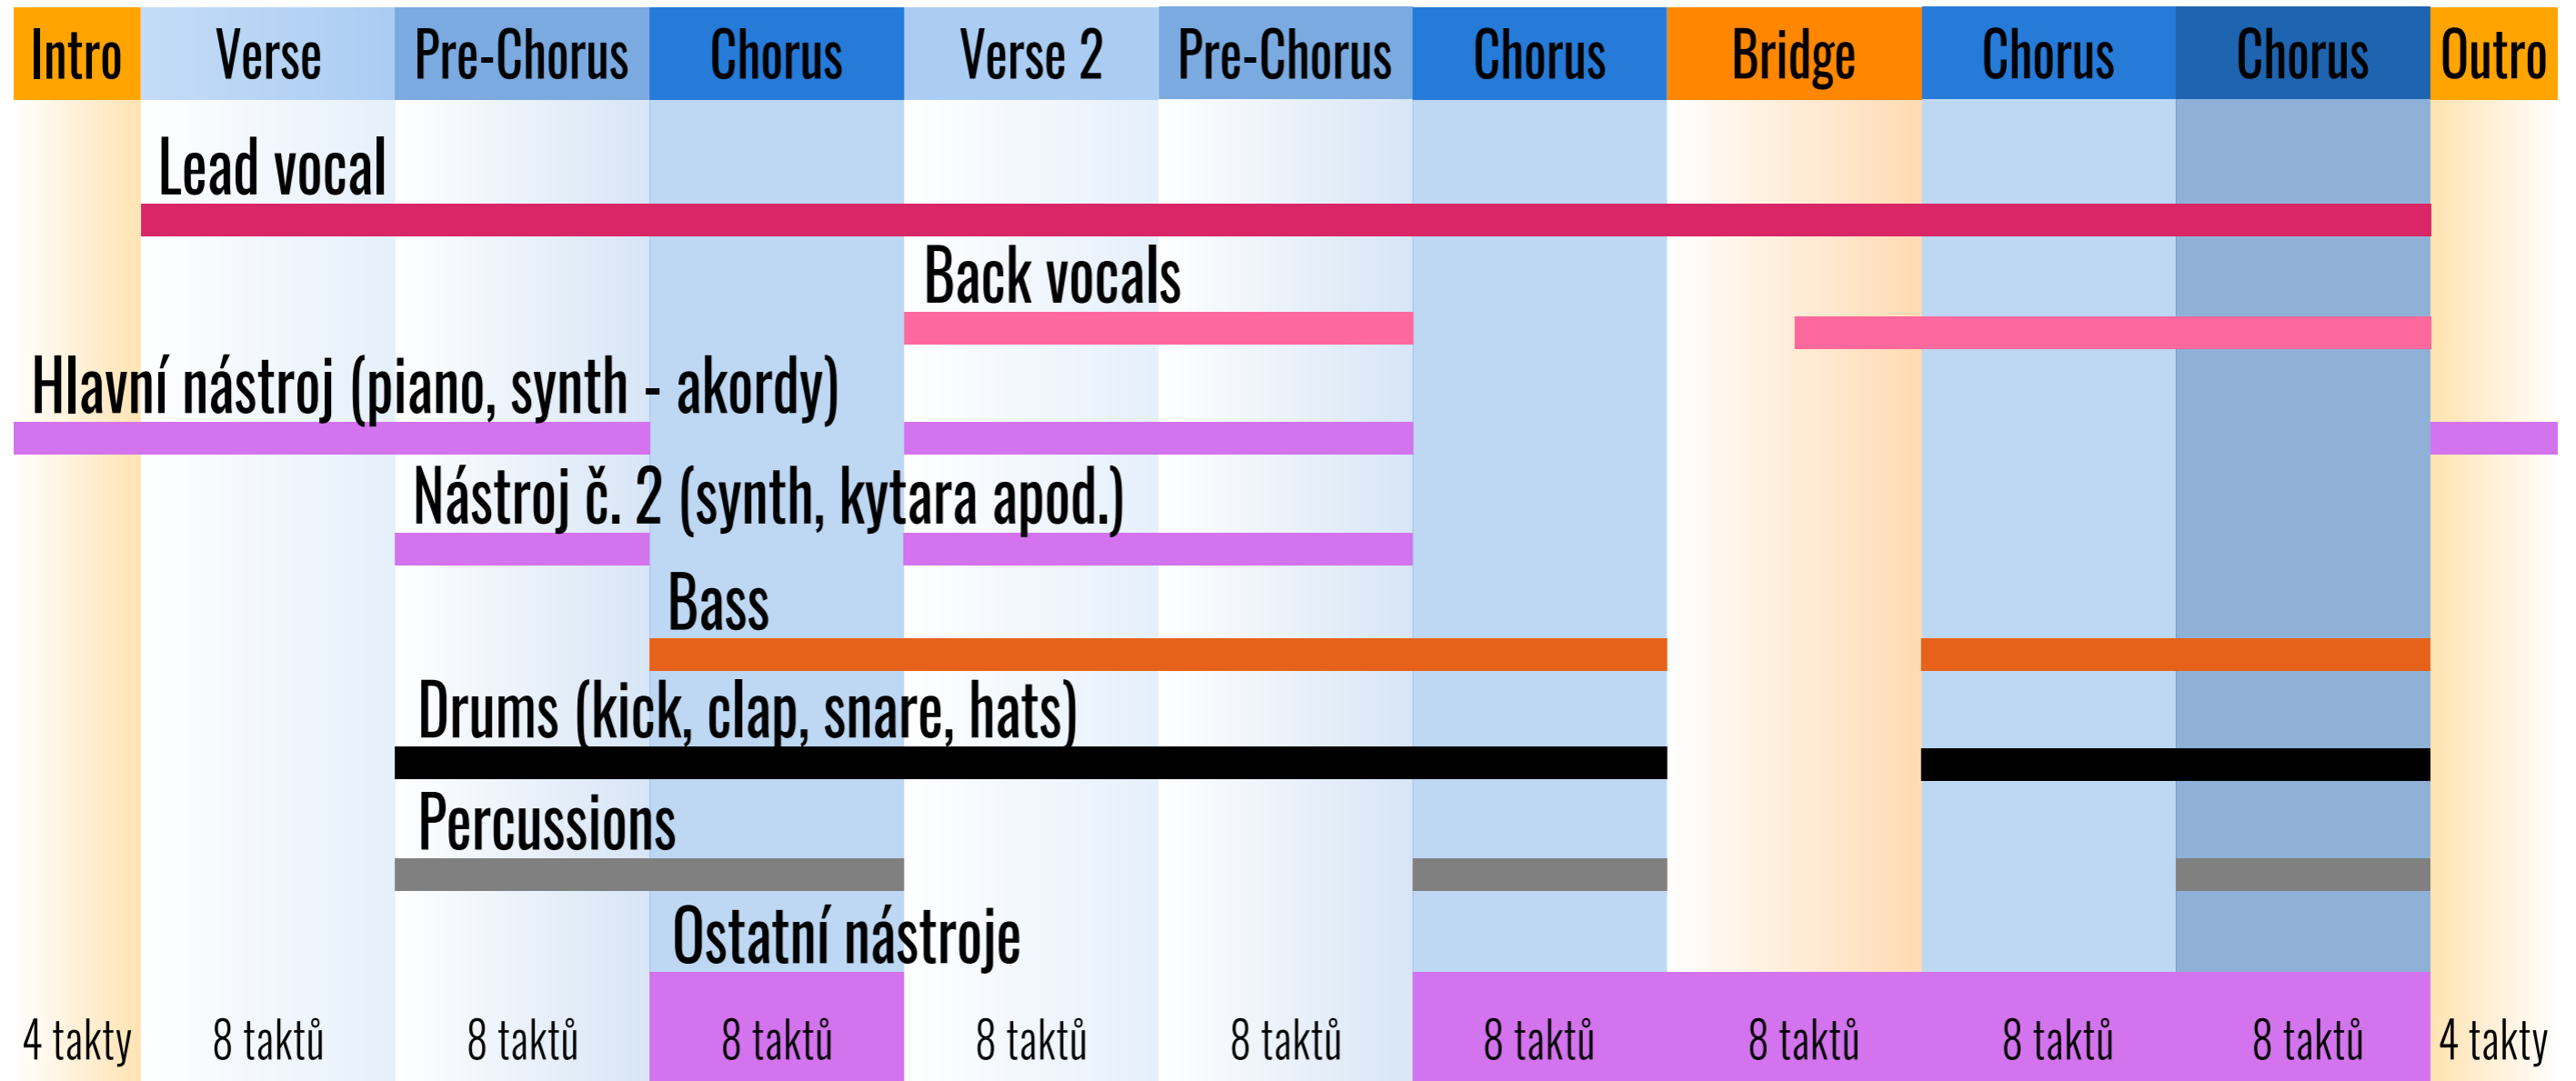 Intro Verse Pre-Chorus Chorus Verse 2 Pre-Chorus Chorus Bridge Chorus Chorus Outro
Lead vocal
Back vocals
Hlavní nástroj (piano, synth - akordy)
Nástroj č. 2 (synth, kytara apod.)
Bass
Drums (kick, clap, snare, hats)
Percussions
Ostatní nástroje
4 takty 8 taktů 8 taktů 8 taktů 8 taktů 8 taktů 8 taktů 8 taktů 8 taktů 8 taktů 4 takty